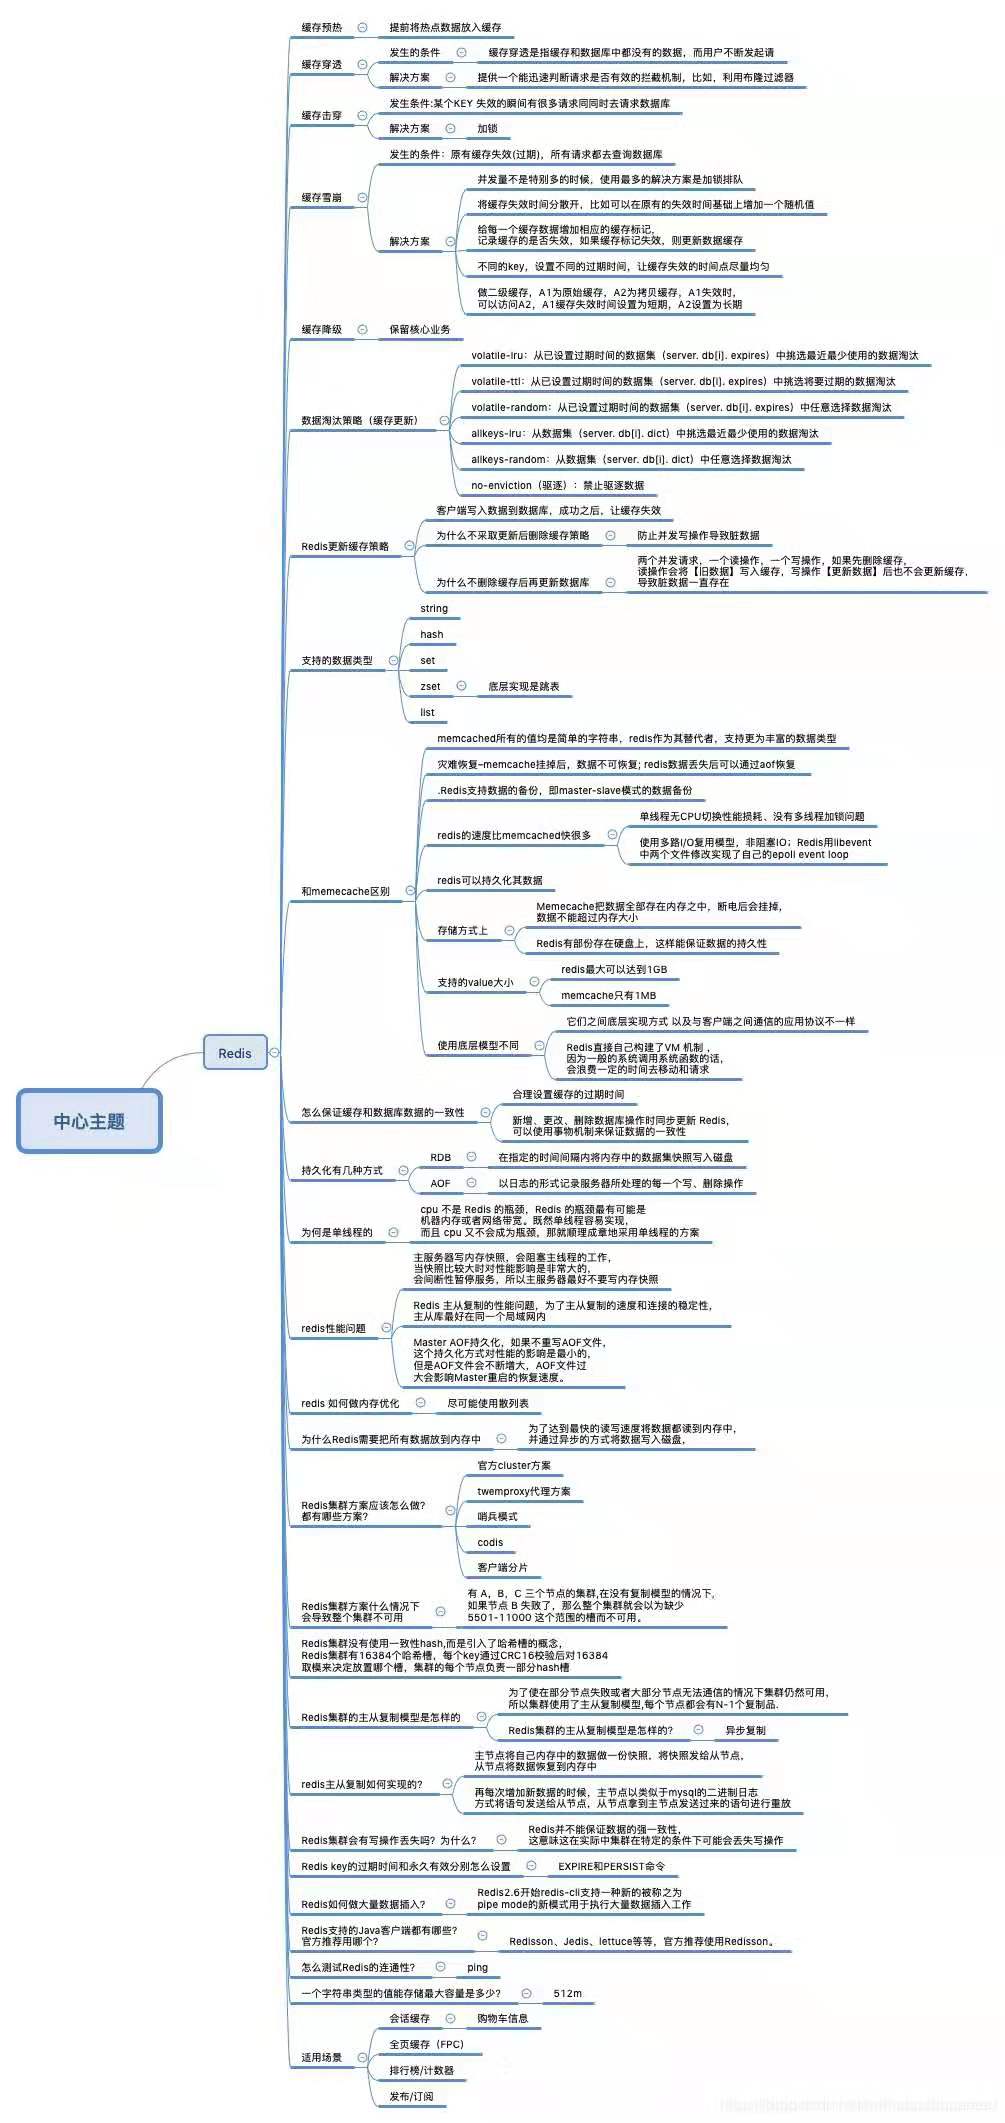 缓存预热
提前将热点数据放入缓存
缓存穿透
发生的条件
缓存穿透是指缓存和数据库中都没有的数据，而用户不断发起请
解决方案
提供一个能迅速判断请求是否有效的拦截机制，比如，利用布隆过滤器
缓存击穿
发生条件:某个KEY 失效的瞬间有很多请求同同时去请求数据库
解决方案
加锁
缓存雪崩
发生的条件：原有缓存失效(过期)，所有请求都去查询数据库
解决方案
并发量不是特别多的时候，使用最多的解决方案是加锁排队
将缓存失效时间分散开，比如可以在原有的失效时间基础上增加一个随机值
给每一个缓存数据增加相应的缓存标记，
记录缓存的是否失效，如果缓存标记失效，则更新数据缓存
不同的key，设置不同的过期时间，让缓存失效的时间点尽量均匀
做二级缓存，A1为原始缓存，A2为拷贝缓存，A1失效时，
可以访问A2，A1缓存失效时间设置为短期，A2设置为长期
缓存降级
保留核心业务
数据淘汰策略（缓存更新）
volatile-lru：从已设置过期时间的数据集（server. db[i]. expires）中挑选最近最少使用的数据淘汰
volatile-ttl：从已设置过期时间的数据集（server. db[i]. expires）中挑选将要过期的数据淘汰
volatile-random：从已设置过期时间的数据集（server. db[i]. expires）中任意选择数据淘汰
allkeys-lru：从数据集（server. db[i]. dict）中挑选最近最少使用的数据淘汰
allkeys-random：从数据集（server. db[i]. dict）中任意选择数据淘汰
no-enviction（驱逐）：禁止驱逐数据
Redis更新缓存策略
客户端写入数据到数据库，成功之后，让缓存失效
为什么不采取更新后删除缓存策略
防止并发写操作导致脏数据
为什么不删除缓存后再更新数据库
两个并发请求，一个读操作，一个写操作，如果先删除缓存，
读操作会将【旧数据】写入缓存，写操作【更新数据】后也不会更新缓存，
导致脏数据一直存在
支持的数据类型
string
hash
set
zset
底层实现是跳表
list
和memecache区别
memcached所有的值均是简单的字符串，redis作为其替代者，支持更为丰富的数据类型
灾难恢复–memcache挂掉后，数据不可恢复; redis数据丢失后可以通过aof恢复
.Redis支持数据的备份，即master-slave模式的数据备份
redis的速度比memcached快很多
单线程无CPU切换性能损耗、没有多线程加锁问题
使用多路I/O复用模型，非阻塞IO；Redis用libevent
中两个文件修改实现了自己的epoll event loop
redis可以持久化其数据
存储方式上
Memecache把数据全部存在内存之中，断电后会挂掉，
数据不能超过内存大小
Redis有部份存在硬盘上，这样能保证数据的持久性
支持的value大小
redis最大可以达到1GB
memcache只有1MB
使用底层模型不同
它们之间底层实现方式 以及与客户端之间通信的应用协议不一样
Redis直接自己构建了VM 机制，
因为一般的系统调用系统函数的话，
会浪费一定的时间去移动和请求
Redis
中心主题
怎么保证缓存和数据库数据的一致性
合理设置缓存的过期时间
新增、更改、删除数据库操作时同步更新 Redis，
可以使用事物机制来保证数据的一致性
持久化有几种方式
RDB
在指定的时间间隔内将内存中的数据集快照写入磁盘
AOF
以日志的形式记录服务器所处理的每一个写、删除操作
为何是单线程的
cpu 不是 Redis 的瓶颈，Redis 的瓶颈最有可能是
机器内存或者网络带宽。既然单线程容易实现，
而且 cpu 又不会成为瓶颈，那就顺理成章地采用单线程的方案
redis性能问题
主服务器写内存快照，会阻塞主线程的工作，
当快照比较大时对性能影响是非常大的，
会间断性暂停服务，所以主服务器最好不要写内存快照
Redis 主从复制的性能问题，为了主从复制的速度和连接的稳定性，
主从库最好在同一个局域网内
Master AOF持久化，如果不重写AOF文件，
这个持久化方式对性能的影响是最小的，
但是AOF文件会不断增大，AOF文件过
大会影响Master重启的恢复速度。
redis 如何做内存优化
尽可能使用散列表
为什么Redis需要把所有数据放到内存中
为了达到最快的读写速度将数据都读到内存中，
并通过异步的方式将数据写入磁盘，
Redis集群方案应该怎么做?
都有哪些方案?
官方cluster方案
twemproxy代理方案
哨兵模式
codis
客户端分片
Redis集群方案什么情况下
会导致整个集群不可用
有 A，B，C 三个节点的集群,在没有复制模型的情况下,
如果节点 B 失败了，那么整个集群就会以为缺少
5501-11000 这个范围的槽而不可用。
Redis集群没有使用一致性hash,而是引入了哈希槽的概念，
Redis集群有16384个哈希槽，每个key通过CRC16校验后对16384
取模来决定放置哪个槽，集群的每个节点负责一部分hash槽
Redis集群的主从复制模型是怎样的
为了使在部分节点失败或者大部分节点无法通信的情况下集群仍然可用，
所以集群使用了主从复制模型,每个节点都会有N-1个复制品.
Redis集群的主从复制模型是怎样的?
异步复制
redis主从复制如何实现的?
主节点将自己内存中的数据做一份快照，将快照发给从节点，
从节点将数据恢复到内存中
再每次增加新数据的时候，主节点以类似于mysql的二进制日志
方式将语句发送给从节点，从节点拿到主节点发送过来的语句进行重放
Redis集群会有写操作丢失吗？为什么?
Redis并不能保证数据的强一致性，
这意味这在实际中集群在特定的条件下可能会丢失写操作
Redis key的过期时间和永久有效分别怎么设置
EXPIRE和PERSIST命令
Redis如何做大量数据插入?
Redis2.6开始redis-cli支持一种新的被称之为
pipe mode的新模式用于执行大量数据插入工作
Redis支持的Java客户端都有哪些?
官方推荐用哪个?
Redisson、Jedis、lettuce等等，官方推荐使用Redisson。
怎么测试Redis的连通性?
ping
一个字符串类型的值能存储最大容量是多少?
512m
适用场景
会话缓存
购物车信息
全页缓存（FPC)
排行榜/计数器
发布/订阅